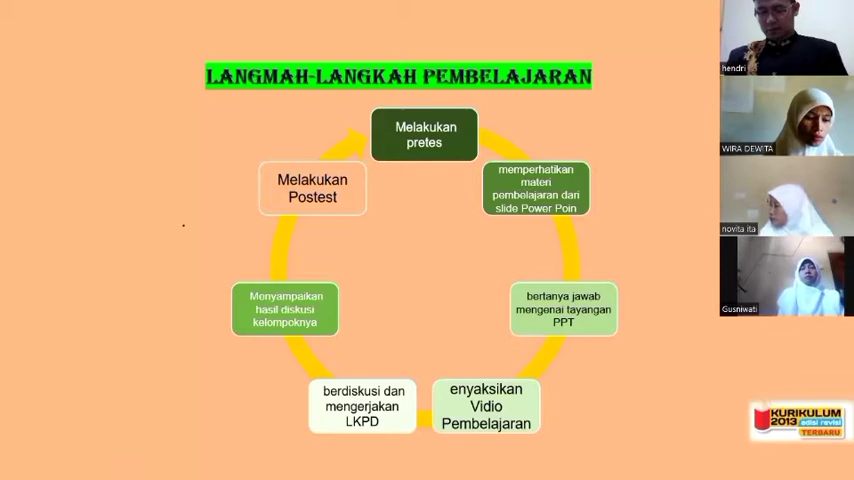 LANGMAH-LANGKAH PEMBELAJARAN
Melakukan
pretes
memperhatikan
materi
pembelajaran dari
slide Power Poin
bertanya jawab
mengenai tayangan
PPT
enyaksikan
Vidio
Pembelajaran
berdiskusi dan
mengerjakan
LKPD
Menyampaikan
hasil diskusi
kelompoknya
Melakukan
Postest
hendri
WIRA DEWITA
novita ita
Gusniwati
KURIKULUM
2013 edisi revisi
TERBARU